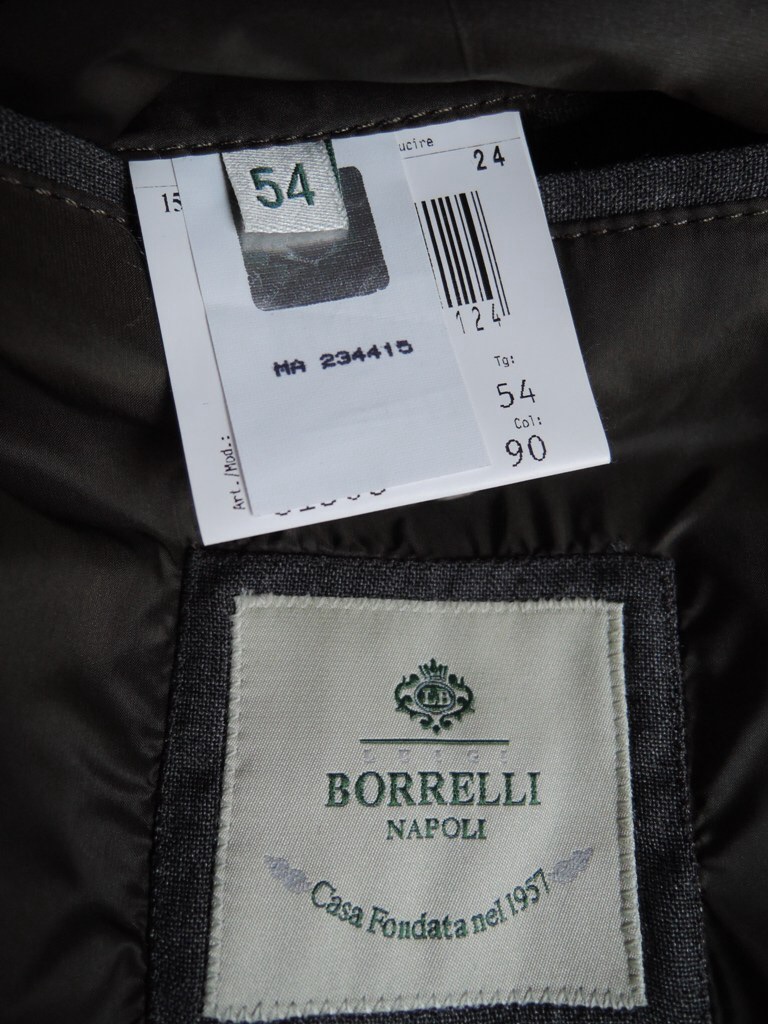 ucire
24
15
54
124
MA 234415
Tg:
54
Col:
90
Art./Mod.:
LB
LUIGI
BORRELLI
NAPOLI
Casa Fondata nel 1957